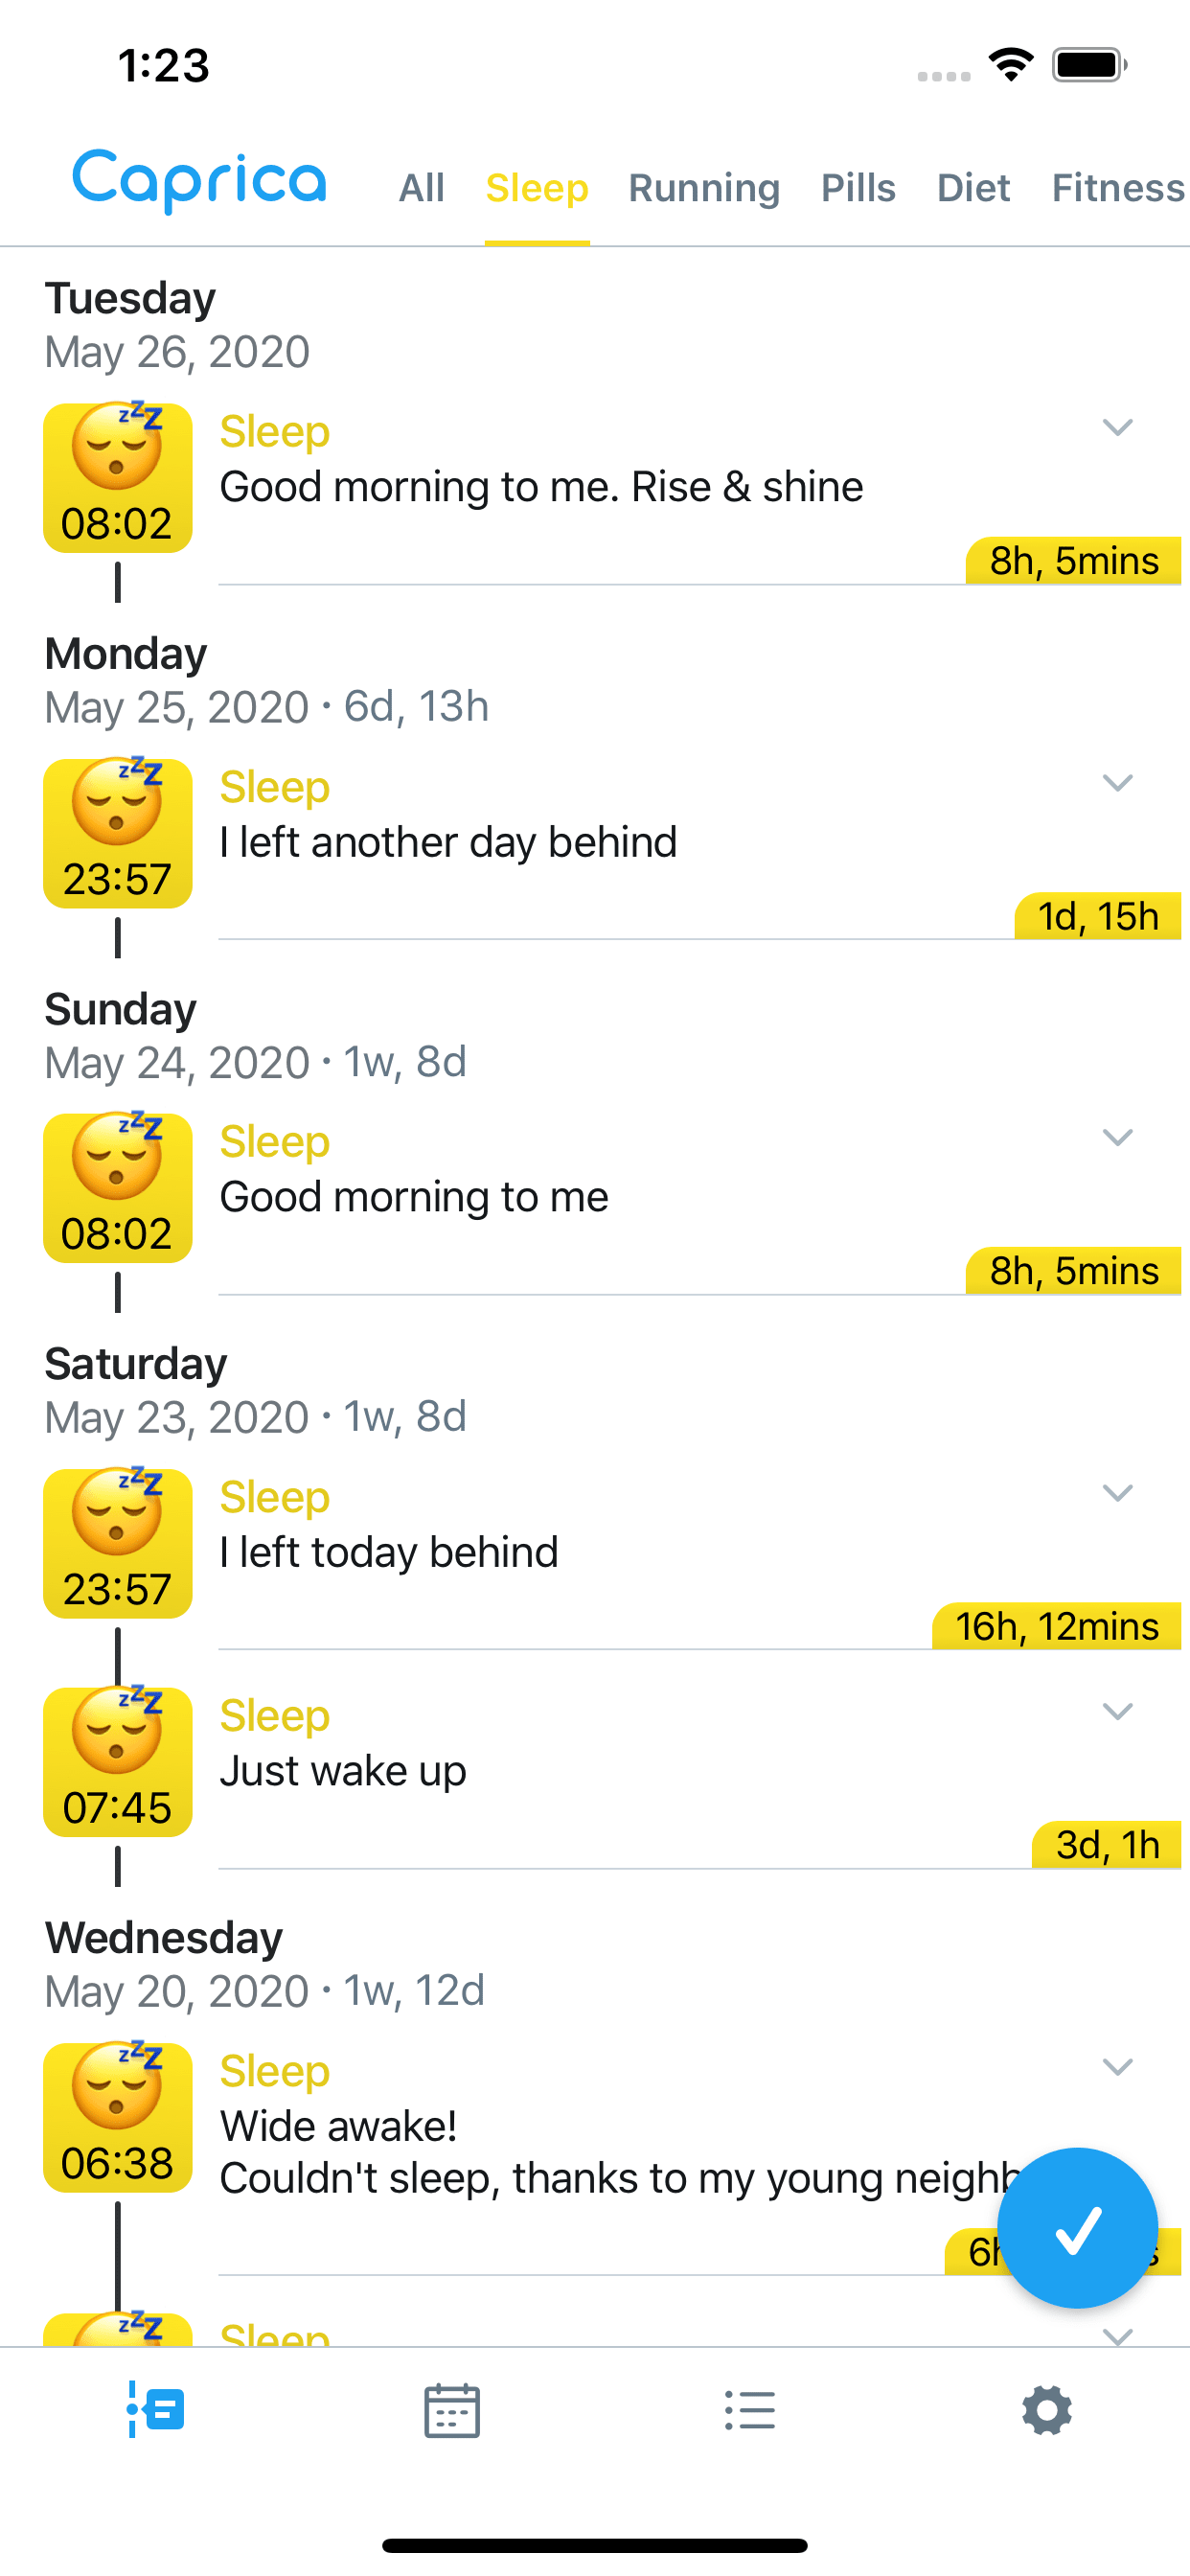 1:23
Caprica All Sleep Running Pills Diet Fitness
Tuesday
May 26, 2020
Sleep
Good morning to me. Rise & shine
08:02
8h, 5mins
Monday
May 25, 2020 · 6d, 13h
Sleep
I left another day behind
23:57
1d, 15h
Sunday
May 24, 2020 · 1w, 8d
Sleep
Good morning to me
08:02
8h, 5mins
Saturday
May 23, 2020 · 1w, 8d
Sleep
I left today behind
23:57
16h, 12mins
Sleep
Just wake up
07:45
3d, 1h
Wednesday
May 20, 2020 · 1w, 12d
Sleep
Wide awake!
06:38
Couldn't sleep, thanks to my young
Sleep